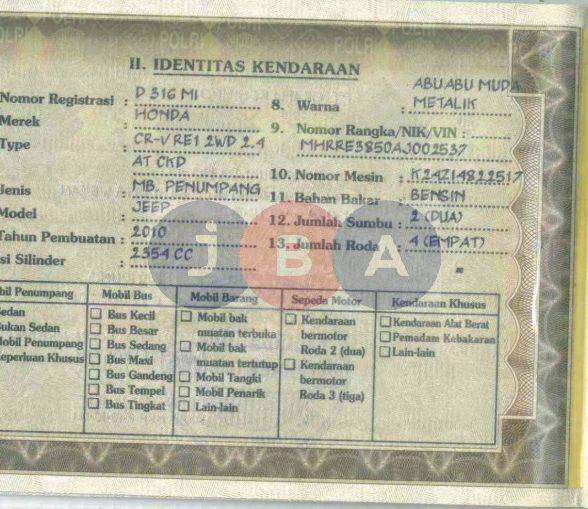 II. IDENTITAS KENDARAAN
Nomor Registrasi : D 316 MI
Merek : HONDA
Type : CR-V RE1 2WD 2.4
AT CKD
Jenis : MB. PENUMPANG
Model : JEEP
Tahun Pembuatan : 2010
si Silinder : 2354 CC
ABU ABU MUDA
8. Warna : METALIK
9. Nomor Rangka/NIK/VIN :
MHRRE3850AJ002537
10. Nomor Mesin : K24Z14822517
11. Bahan Bakar : BENSIN
12. Jumlah Sumbu : 2 (DUA)
13. Jumlah Roda : 4 (EMPAT)
JBA
bil Penumpang
edan
ukan Sedan
obil Penumpang
eperluan Khusus
Mobil Bus
Bus Kecil
Bus Besar
Bus Sedang
Bus Maxi
Bus Gandeng
Bus Tempel
Bus Tingkat
Mobil Barang
Mobil bak
muatan terbuka
Mobil bak
muatan tertutup
Mobil Tangki
Mobil Penarik
Lain-lain
Sepeda Motor
Kendaraan
bermotor
Roda 2 (dua)
Kendaraan
bermotor
Roda 3 (tiga)
Kendaraan Khusus
Kendaraan Alat Berat
Pemadam Kebakaran
Lain-lain